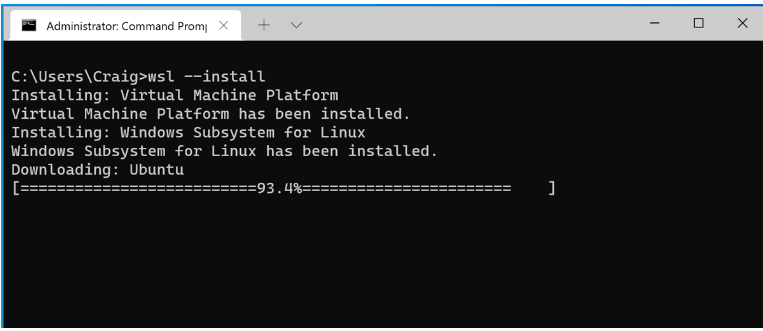 Administrator: Command Promp
C:\Users\Craig>wsl --install
Installing: Virtual Machine Platform
Virtual Machine Platform has been installed.
Installing: Windows Subsystem for Linux
Windows Subsystem for Linux has been installed.
Downloading: Ubuntu
[==========================93.4%=======================    ]